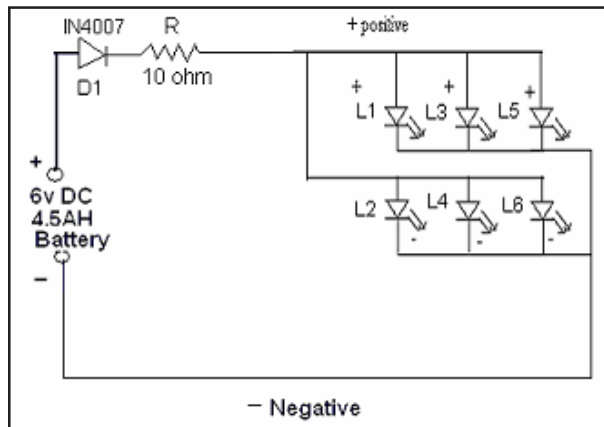 IN4007
R
+ positive
D1
10 ohm
+
+
+
L1
L3
L5
+
6v DC
4.5AH
Battery
−
L2
L4
L6
-
-
-
− Negative